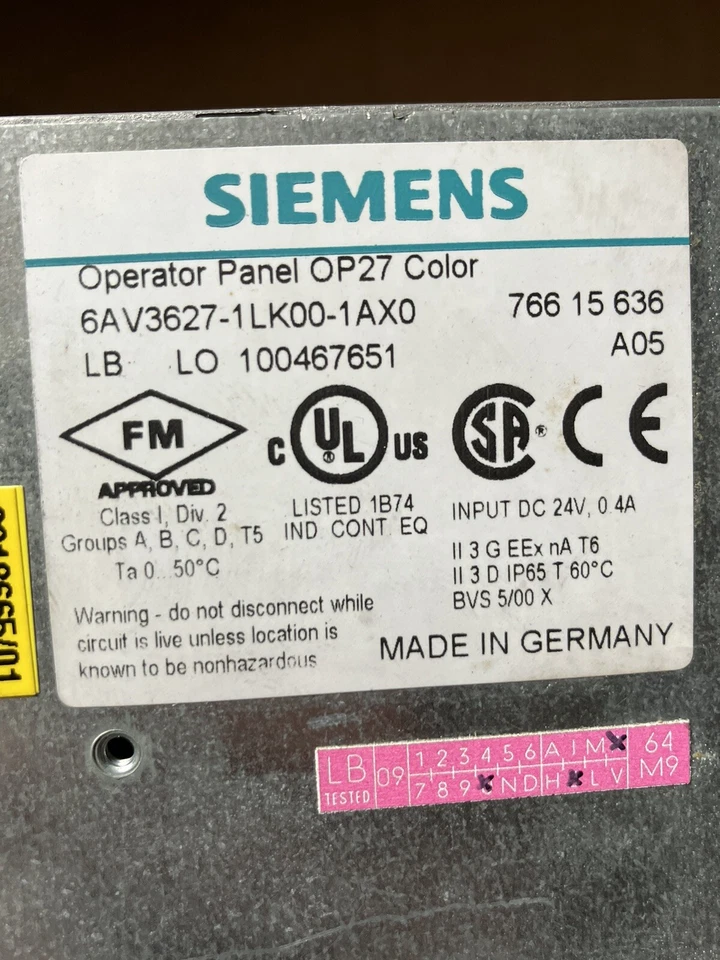 SIEMENS
Operator Panel OP27 Color
6AV3627-1LK00-1AX0 766 15 636
LB LO 100467651 A05
FM
APPROVED
Class I, Div. 2
Groups A, B, C, D, T5
Ta 0...50°C
C UL ® US
LISTED 1B74
IND. CONT. EQ
SA ® CE
INPUT DC 24V, 0.4A
II 3 G EEx nA T6
II 3 D IP65 T 60°C
BVS 5/00 X
Warning - do not disconnect while
circuit is live unless location is
known to be nonhazardous
MADE IN GERMANY
LB TESTED 09
1 2 3 4 5 6 A J M 64
7 8 9 N D H L V M9